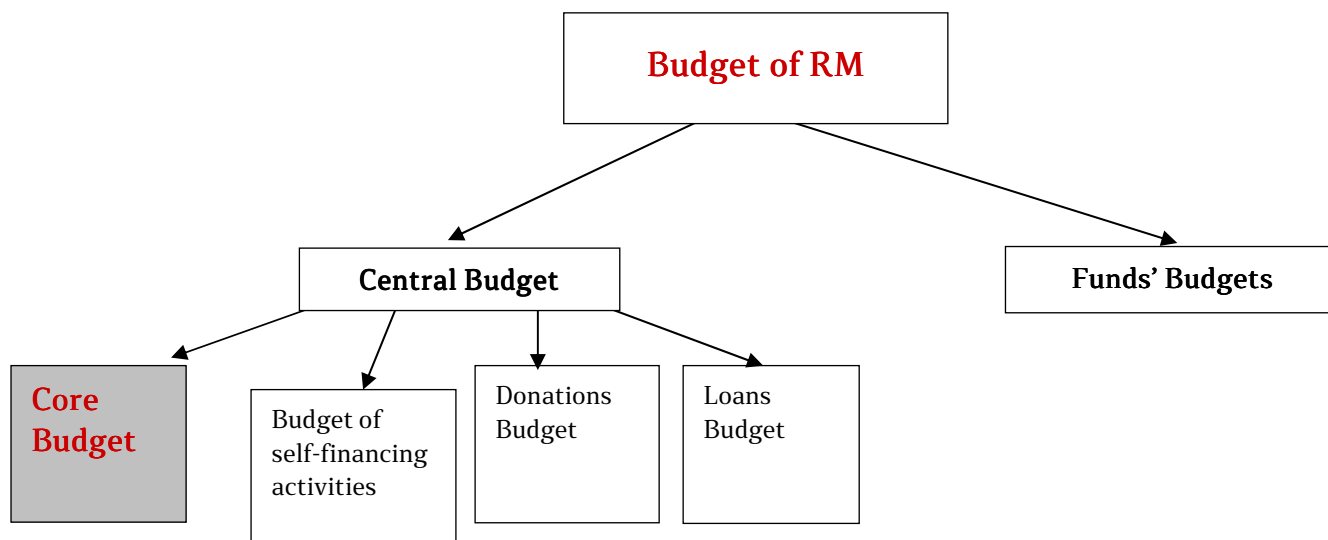 Budget of RM
Central Budget
Funds’ Budgets
Core
Budget
Budget of
self-financing
activities
Donations
Budget
Loans
Budget